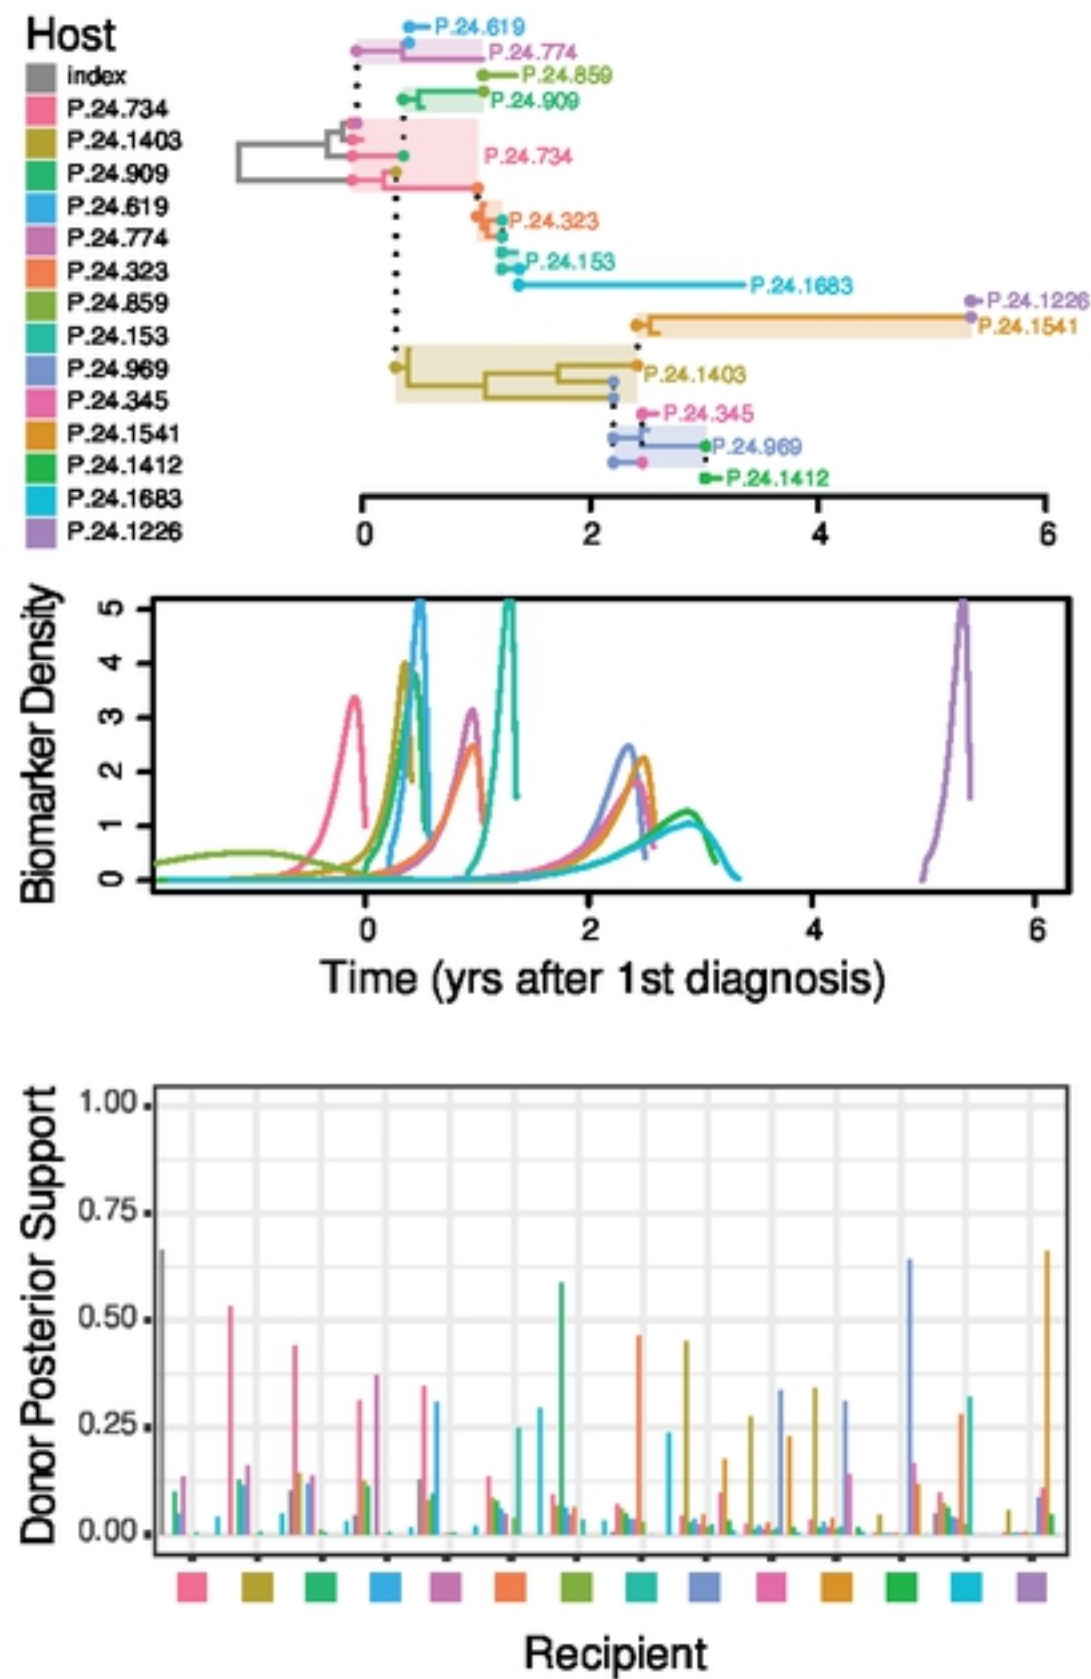 Host
index
P.24.734
P.24.1403
P.24.909
P.24.619
P.24.774
P.24.323
P.24.859
P.24.153
P.24.969
P.24.345
P.24.1541
P.24.1412
P.24.1683
P.24.1226
P.24.619
P.24.774
P.24.859
P.24.909
P.24.734
P.24.323
P.24.153
P.24.1683
P.24.1226
P.24.1541
P.24.1403
P.24.345
P.24.969
P.24.1412
0 2 4 6
Biomarker Density
5
4
3
2
1
0
0 2 4 6
Time (yrs after 1st diagnosis)
Donor Posterior Support
1.00
0.75
0.50
0.25
0.00
Recipient